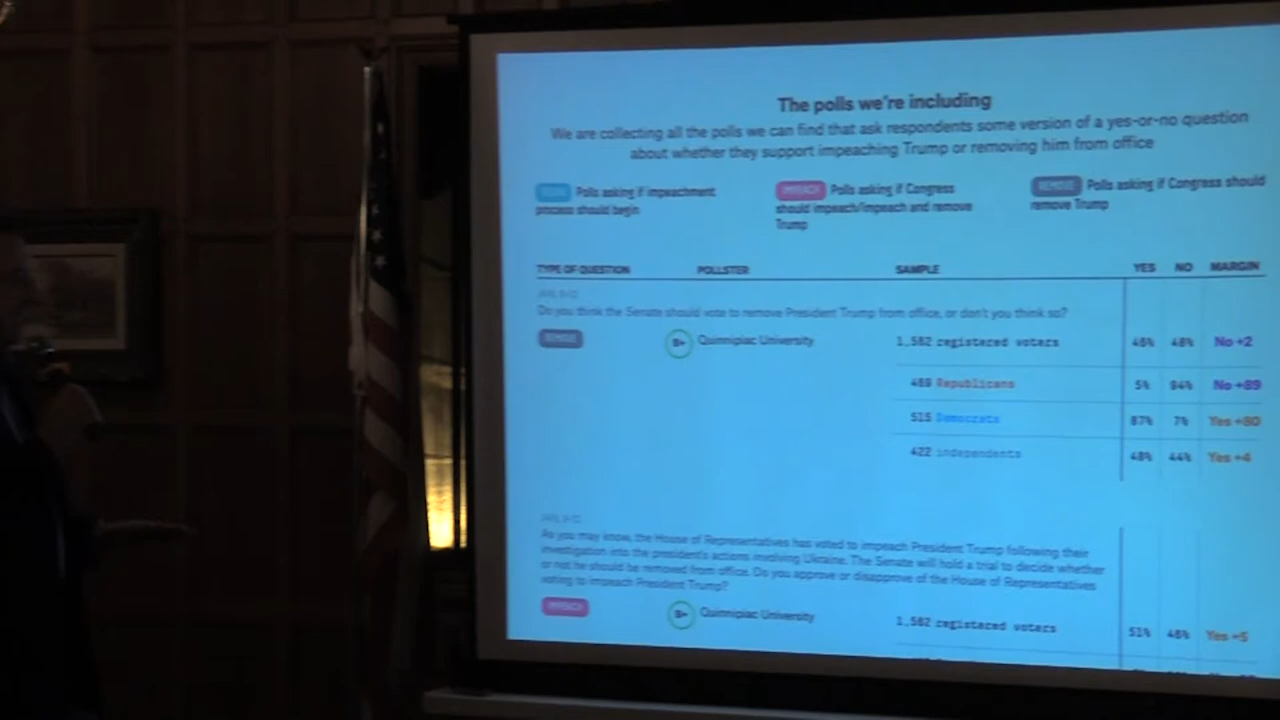 The polls we're including
We are collecting all the polls we can find that ask respondents some version of a yes-or-no question
about whether they support impeaching Trump or removing him from office
Polls asking if impeachment
process should begin
IMPEACH Polls asking if Congress
should impeach/impeach and remove
Trump
REMOVE Polls asking if Congress should
remove Trump
TYPE OF QUESTION POLLSTER SAMPLE YES NO MARGIN
Do you think the Senate should vote to remove President Trump from office, or don't you think so?
REMOVE B+ Quinnipiac University 1,562 registered voters 46% 48% No +2
Republicans 5% 94% No +89
515 Democrats 87% 7% Yes +80
422 independents 48% 44% Yes +4
As you may know, the House of Representatives has voted to impeach President Trump following their
investigation into the president's actions involving Ukraine. The Senate will hold a trial to decide whether
or not he should be removed from office. Do you approve or disapprove of the House of Representatives
voting to impeach President Trump?
IMPEACH B+ Quinnipiac University 1,562 registered voters 51% 46% Yes +5